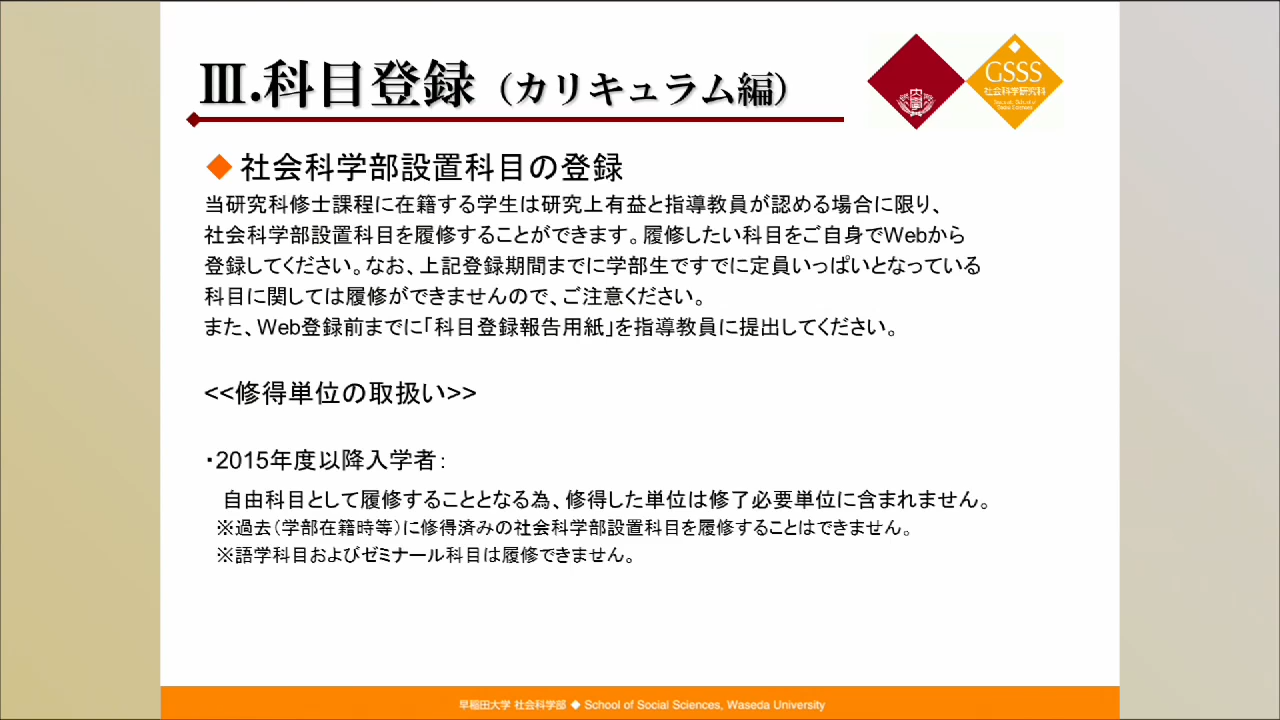 Ⅲ.科目登録（カリキュラム編）
GSSS
社会科学研究科
◆社会科学部設置科目の登録
当研究科修士課程に在籍する学生は研究上有益と指導教員が認める場合に限り、
社会科学部設置科目を履修することができます。履修したい科目をご自身でWebから
登録してください。なお、上記登録期間までに学部生ですでに定員いっぱいとなっている
科目に関しては履修ができませんので、ご注意ください。
また、Web登録前までに「科目登録報告用紙」を指導教員に提出してください。
<<修得単位の取扱い>>
・2015年度以降入学者：
自由科目として履修することとなる為、修得した単位は修了必要単位に含まれません。
※過去（学部在籍時等）に修得済みの社会科学部設置科目を履修することはできません。
※語学科目およびゼミナール科目は履修できません。
早稲田大学 社会科学部 ◆ School of Social Sciences, Waseda University